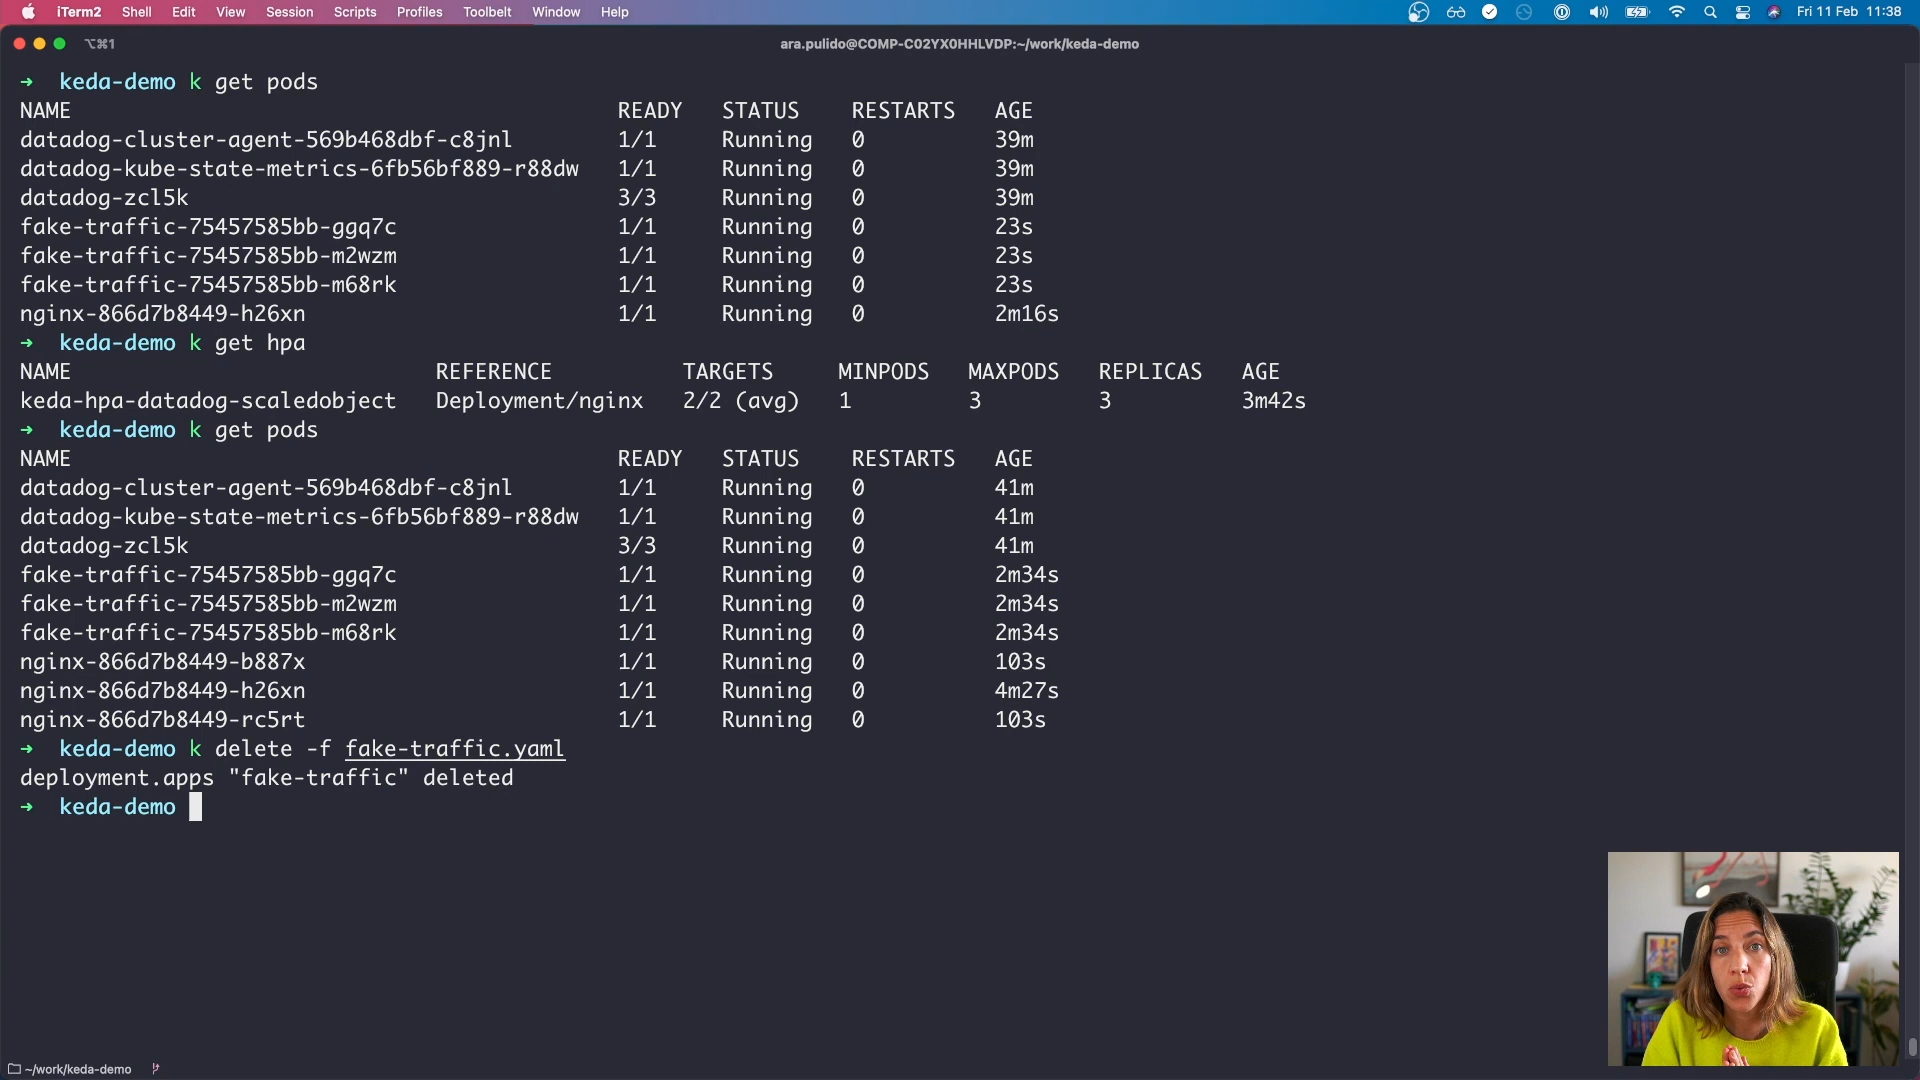 iTerm2 Shell Edit View Session Scripts Profiles Toolbelt Window Help Fri 11 Feb 11:38
⌥⌘1 ara.pulido@COMP-C02YX0HHLVDP:~/work/keda-demo
→ keda-demo k get pods
NAME READY STATUS RESTARTS AGE
datadog-cluster-agent-569b468dbf-c8jnl 1/1 Running 0 39m
datadog-kube-state-metrics-6fb56bf889-r88dw 1/1 Running 0 39m
datadog-zcl5k 3/3 Running 0 39m
fake-traffic-75457585bb-ggq7c 1/1 Running 0 23s
fake-traffic-75457585bb-m2wzm 1/1 Running 0 23s
fake-traffic-75457585bb-m68rk 1/1 Running 0 23s
nginx-866d7b8449-h26xn 1/1 Running 0 2m16s
→ keda-demo k get hpa
NAME REFERENCE TARGETS MINPODS MAXPODS REPLICAS AGE
keda-hpa-datadog-scaledobject Deployment/nginx 2/2 (avg) 1 3 3 3m42s
→ keda-demo k get pods
NAME READY STATUS RESTARTS AGE
datadog-cluster-agent-569b468dbf-c8jnl 1/1 Running 0 41m
datadog-kube-state-metrics-6fb56bf889-r88dw 1/1 Running 0 41m
datadog-zcl5k 3/3 Running 0 41m
fake-traffic-75457585bb-ggq7c 1/1 Running 0 2m34s
fake-traffic-75457585bb-m2wzm 1/1 Running 0 2m34s
fake-traffic-75457585bb-m68rk 1/1 Running 0 2m34s
nginx-866d7b8449-b887x 1/1 Running 0 103s
nginx-866d7b8449-h26xn 1/1 Running 0 4m27s
nginx-866d7b8449-rc5rt 1/1 Running 0 103s
→ keda-demo k delete -f fake-traffic.yaml
deployment.apps "fake-traffic" deleted
→ keda-demo
~/work/keda-demo